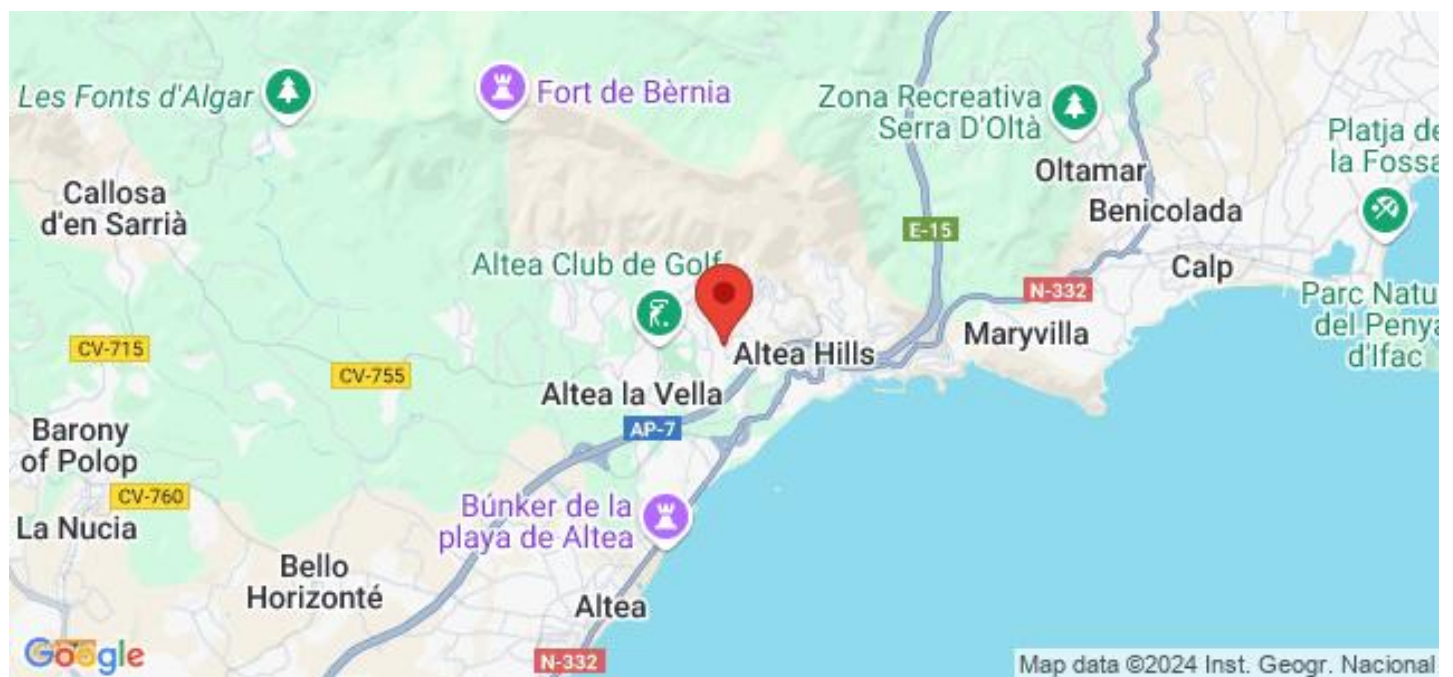 Les Fonts d'Algar
Fort de Bèrnia
Zona Recreativa
Serra D'Oltà
Platja de
la Fossa
Oltamar
Callosa
d'en Sarrià
Benicolada
E-15
Altea Club de Golf
Calp
N-332
Parc Natu
del Penya
d'Ifac
Maryvilla
CV-715
Altea Hills
CV-755
Altea la Vella
AP-7
Barony
of Polop
CV-760
Búnker de la
playa de Altea
La Nucia
Bello
Horizonté
Altea
Google
N-332
Map data ©2024 Inst. Geogr. Nacional